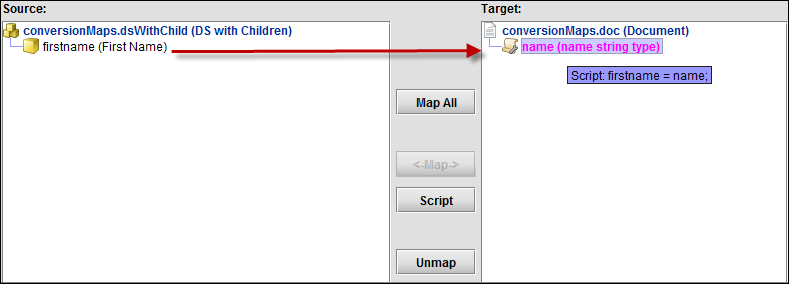 Source:
conversionMaps.dsWithChild (DS with Children)
firstname (First Name)
Map All
<-Map->
Script
Unmap
Target:
conversionMaps.doc (Document)
name (name string type)
Script: firstname = name;